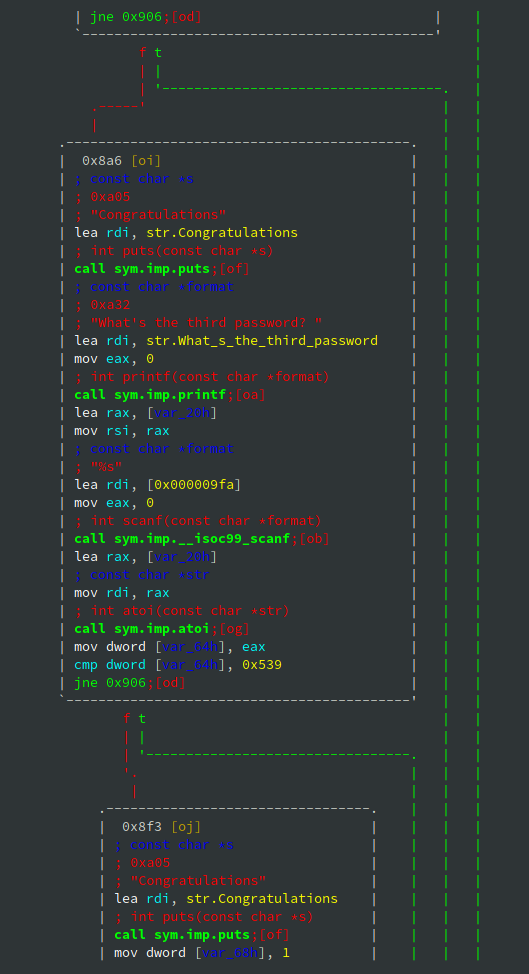 jne 0x906;[od]
f t
0x8a6 [oi]
; const char *s
; 0xa05
; "Congratulations"
lea rdi, str.Congratulations
; int puts(const char *s)
call sym.imp.puts;[of]
; const char *format
; 0xa32
; "What's the third password? "
lea rdi, str.What_s_the_third_password
mov eax, 0
; int printf(const char *format)
call sym.imp.printf;[oa]
lea rax, [var_20h]
mov rsi, rax
; const char *format
; "%s"
lea rdi, [0x000009fa]
mov eax, 0
; int scanf(const char *format)
call sym.imp.__isoc99_scanf;[ob]
lea rax, [var_20h]
; const char *str
mov rdi, rax
; int atoi(const char *str)
call sym.imp.atoi;[og]
mov dword [var_64h], eax
cmp dword [var_64h], 0x539
jne 0x906;[od]
f t
0x8f3 [oj]
; const char *s
; 0xa05
; "Congratulations"
lea rdi, str.Congratulations
; int puts(const char *s)
call sym.imp.puts;[of]
mov dword [var_68h], 1